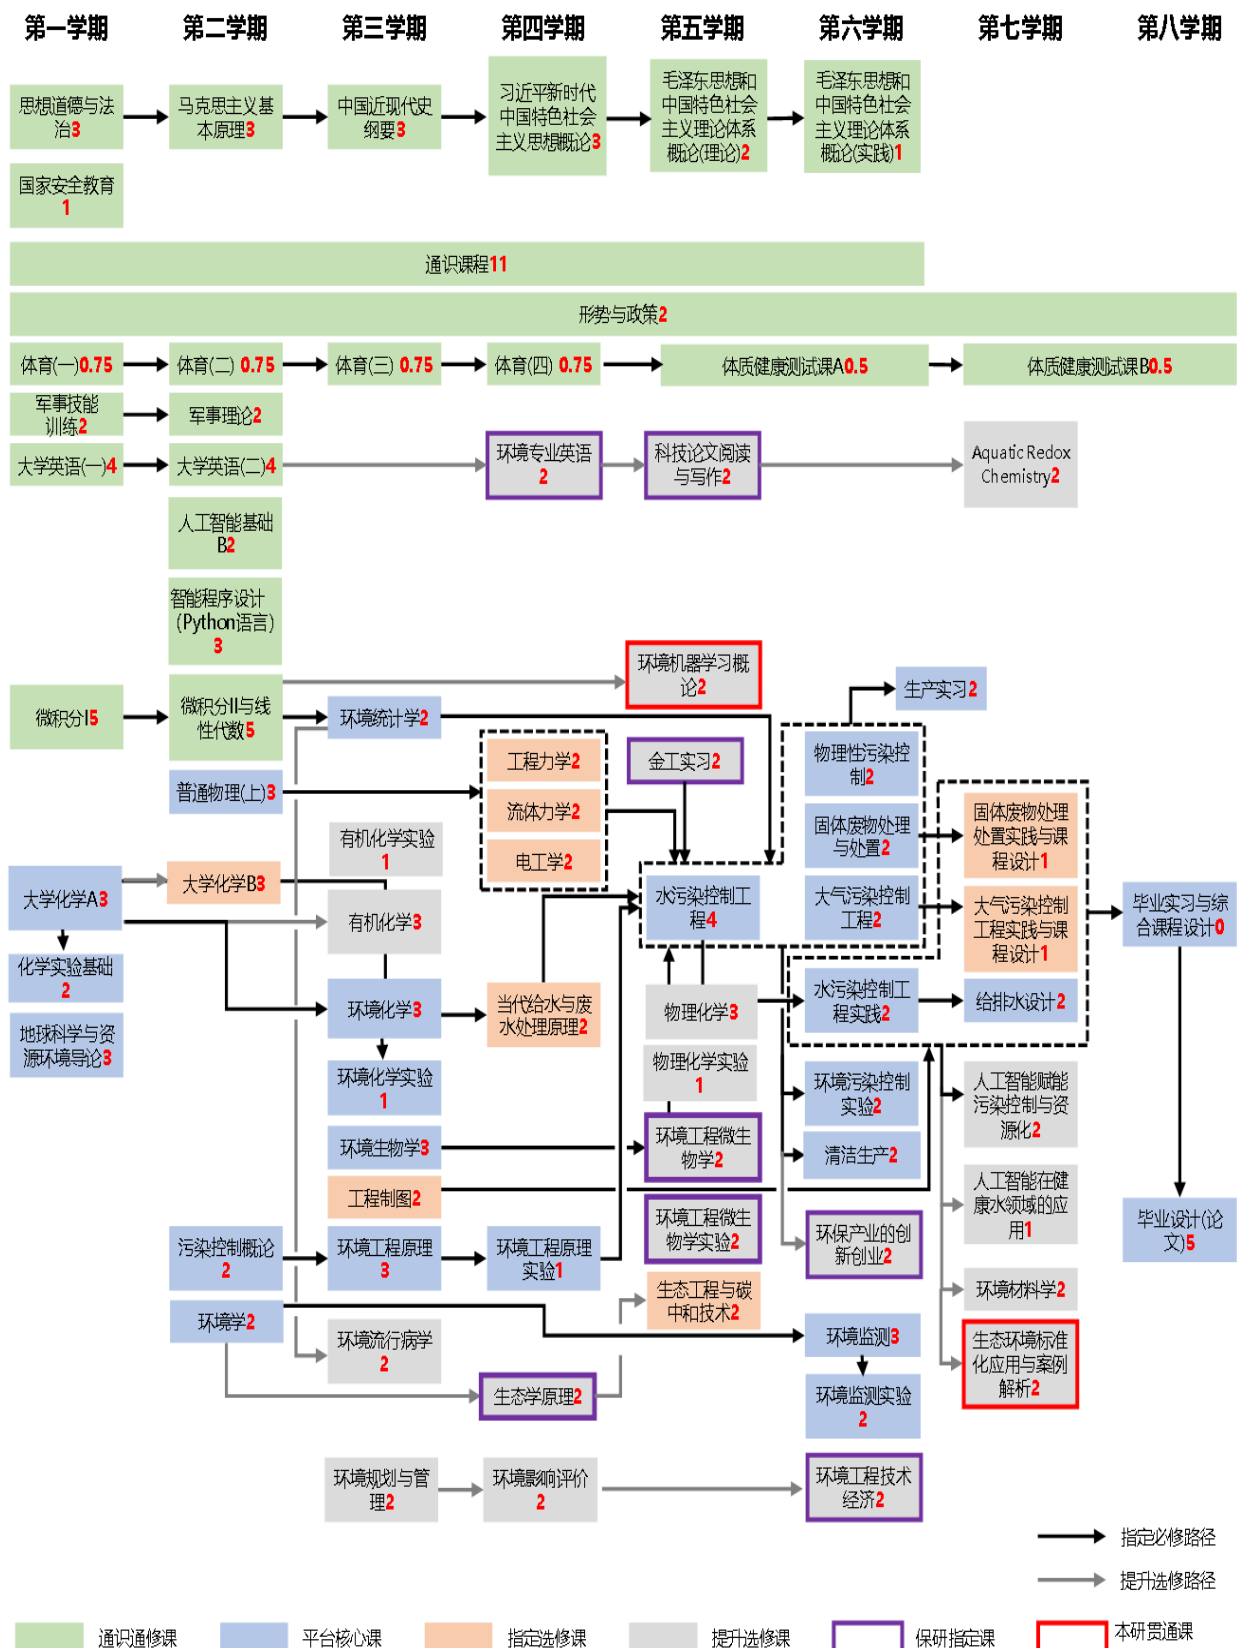 第一学期 第二学期 第三学期 第四学期 第五学期 第六学期 第七学期 第八学期
思想道德与法
治3
马克思主义基
本原理3
中国近现代史
纲要3
习近平新时代
中国特色社会
主义思想概论3
毛泽东思想和
中国特色社会
主义理论体系
概论(理论)2
毛泽东思想和
中国特色社会
主义理论体系
概论(实践)1
国家安全教育
1
通识课程11
形势与政策2
体育(一)0.75
体育(二) 0.75
体育(三) 0.75
体育(四) 0.75
体质健康测试课A0.5
体质健康测试课B0.5
军事技能
训练2
军事理论2
大学英语(一)4
大学英语(二)4
环境专业英语
2
科技论文阅读
与写作2
Aquatic Redox
Chemistry2
人工智能基础
B2
智能程序设计
(Python语言)
3
环境机器学习概
论2
生产实习2
微积分I5
微积分II与线
性代数5
环境统计学2
普通物理(上)3
工程力学2
流体力学2
电工学2
金工实习2
物理性污染控
制2
固体废物处理
与处置2
大气污染控制
工程2
固体废物处理
处置实践与课
程设计1
大气污染控制
工程实践与课
程设计1
有机化学实验
1
大学化学A3
大学化学B3
有机化学3
水污染控制工
程4
毕业实习与综
合课程设计0
化学实验基础
2
环境化学3
当代给水与废
水处理原理2
物理化学3
水污染控制工
程实践2
给排水设计2
地球科学与资
源环境导论3
环境化学实验
1
物理化学实验
1
环境污染控制
实验2
人工智能赋能
污染控制与资
源化2
环境生物学3
环境工程微生
物学2
清洁生产2
工程制图2
环境工程微生
物学实验2
人工智能在健
康水领域的应
用1
毕业设计(论
文)5
污染控制概论
2
环境工程原理
3
环境工程原理
实验1
环保产业的创
新创业2
生态工程与碳
中和技术2
环境材料学2
环境学2
环境流行病学
2
环境监测3
生态环境标准
化应用与案例
解析2
生态学原理2
环境监测实验
2
环境规划与管
理2
环境影响评价
2
环境工程技术
经济2
指定必修路径
提升选修路径
通识通修课 平台核心课 指定选修课 提升选修课 保研指定课 本研贯通课